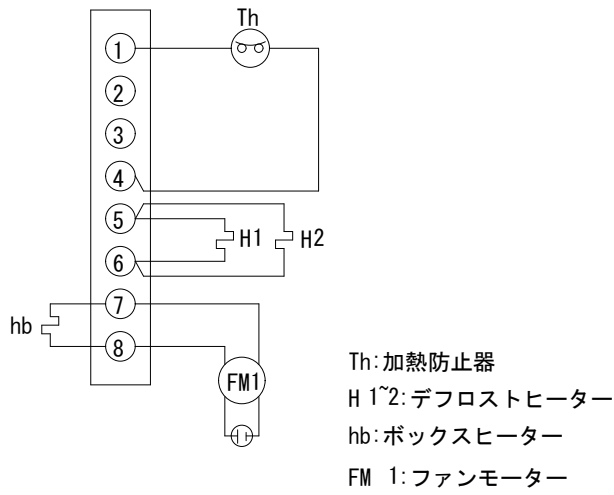 Th
1
2
3
4
5
6
7
8
H1
H2
hb
FM1
Th:加熱防止器
H 1~2:デフロストヒーター
hb:ボックスヒーター
FM 1:ファンモーター